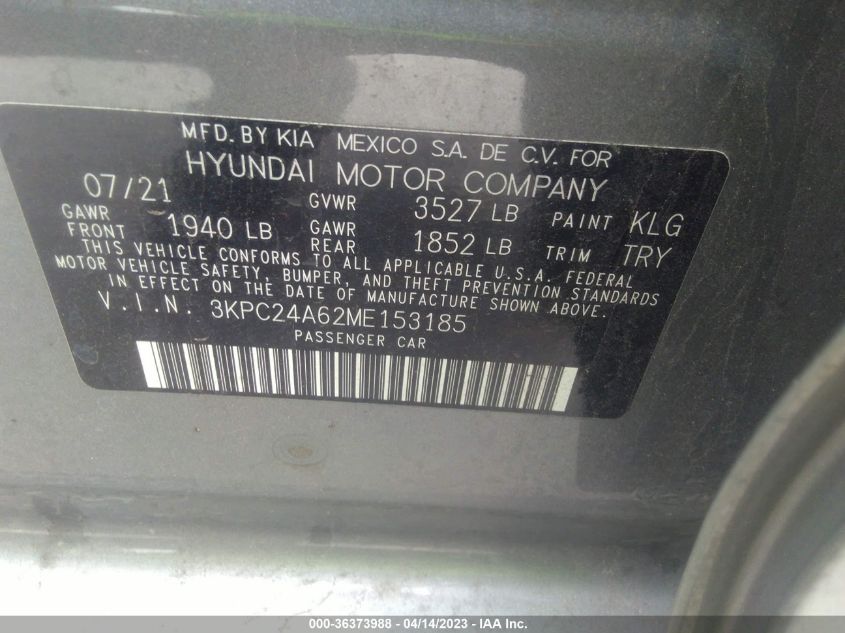 MFD. BY KIA MEXICO S.A. DE C.V. FOR
HYUNDAI MOTOR COMPANY
07/21 GVWR 3527 LB PAINT KLG
GAWR FRONT 1940 LB GAWR REAR 1852 LB TRIM TRY
THIS VEHICLE CONFORMS TO ALL APPLICABLE U.S.A. FEDERAL
MOTOR VEHICLE SAFETY, BUMPER, AND THEFT PREVENTION STANDARDS
IN EFFECT ON THE DATE OF MANUFACTURE SHOWN ABOVE.
V.I.N. 3KPC24A62ME153185
PASSENGER CAR
000-36373988 - 04/14/2023 - IAAI.com